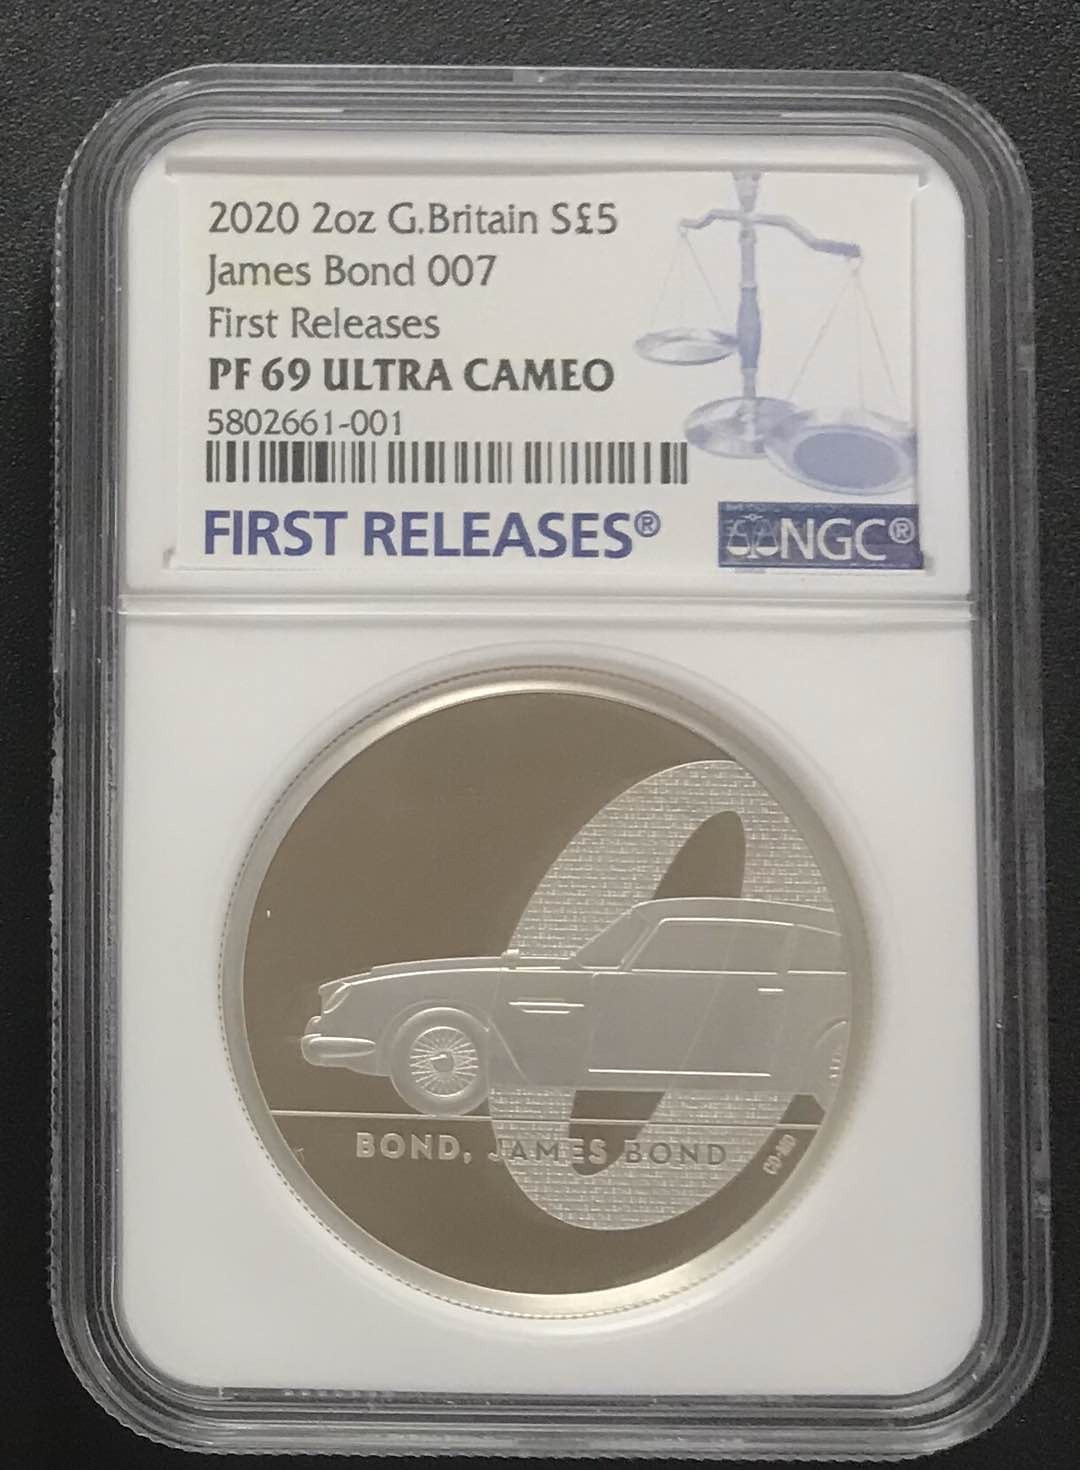 2020 2oz G.Britain S£5
James Bond 007
First Releases
PF 69 ULTRA CAMEO
5802661-001
FIRST RELEASES®
NGC®
BOND, JAMES BOND